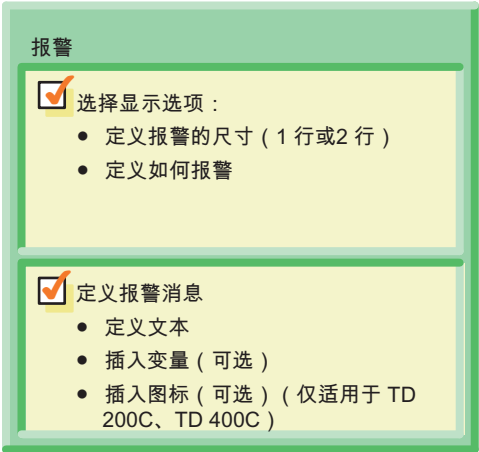 报警
选择显示选项：
● 定义报警的尺寸（1 行或2 行）
● 定义如何报警
定义报警消息
● 定义文本
● 插入变量（可选）
● 插入图标（可选）（仅适用于 TD
200C、TD 400C）